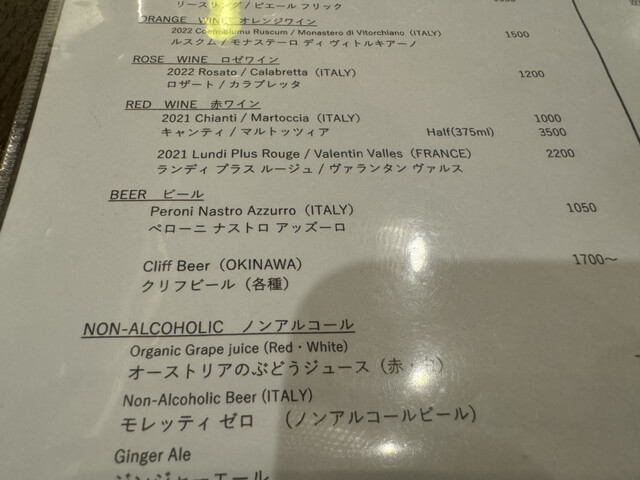 リースリング / ピエール フリック
ORANGE WINE オレンジワイン
2022 Coenobiumu Ruscum / Monastero di Vitorchiano (ITALY) 1500
ルスクム / モナステーロ ディ ヴィトルキアーノ
ROSE WINE ロゼワイン
2022 Rosato / Calabretta (ITALY) 1200
ロザート / カラブレッタ
RED WINE 赤ワイン
2021 Chianti / Martoccia (ITALY) 1000
キャンティ / マルトッツィア Half(375ml) 3500
2021 Lundi Plus Rouge / Valentin Valles (FRANCE) 2200
ランディ プラス ルージュ / ヴァランタン ヴァルス
BEER ビール
Peroni Nastro Azzurro (ITALY) 1050
ペローニ ナストロ アッズーロ
Cliff Beer (OKINAWA) 1700～
クリフビール (各種)
NON-ALCOHOLIC ノンアルコール
Organic Grape juice (Red・White)
オーストリアのぶどうジュース (赤・白)
Non-Alcoholic Beer (ITALY)
モレッティ ゼロ (ノンアルコールビール)
Ginger Ale
ジンジャーエール